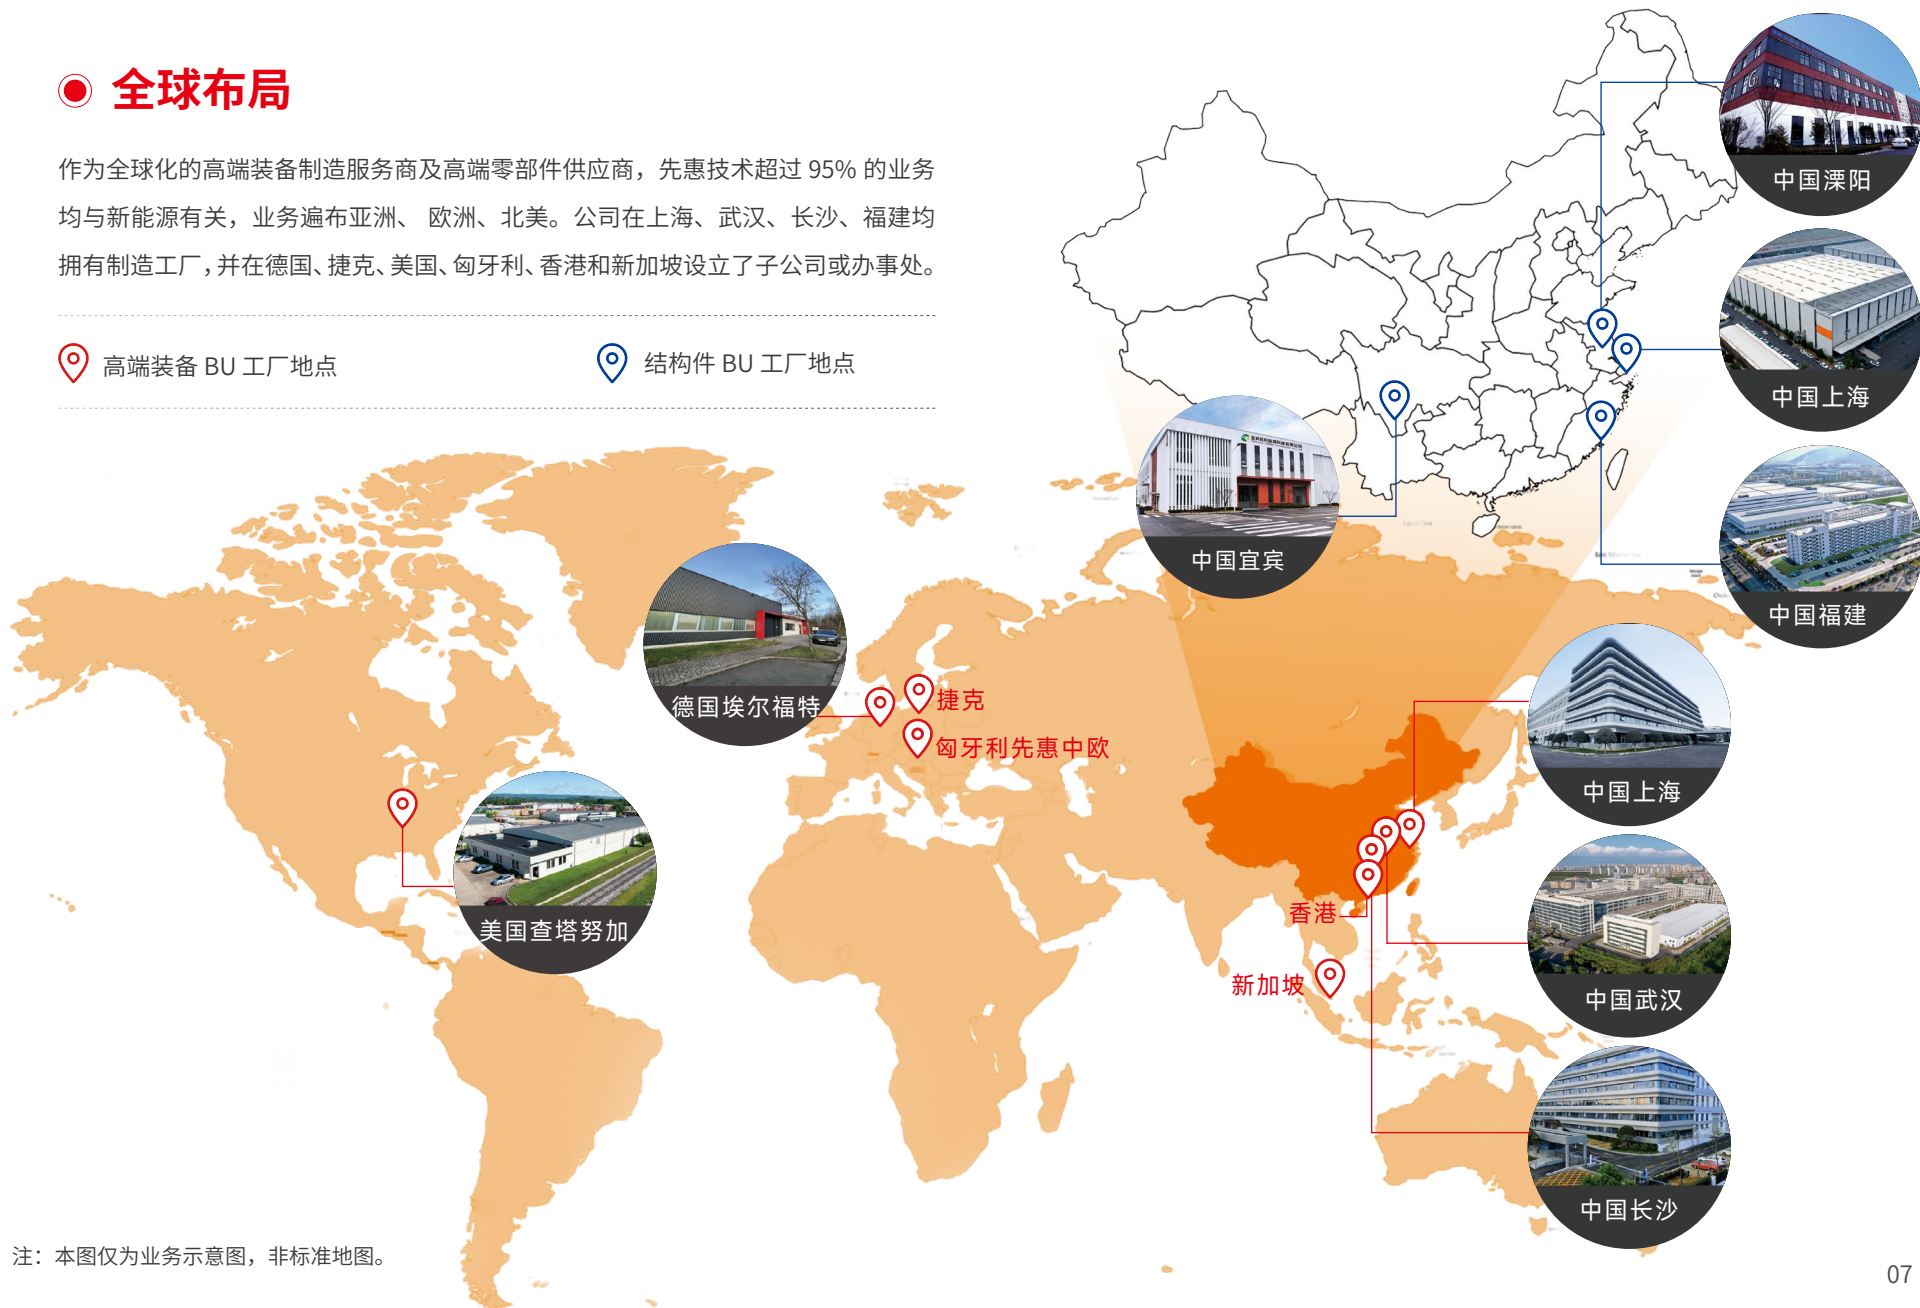 全球布局
作为全球化的高端装备制造服务商及高端零部件供应商，先惠技术超过 95% 的业务
均与新能源有关，业务遍布亚洲、 欧洲、北美。公司在上海、武汉、长沙、福建均
拥有制造工厂，并在德国、捷克、美国、匈牙利、香港和新加坡设立了子公司或办事处。
高端装备 BU 工厂地点
结构件 BU 工厂地点
中国溧阳
中国上海
中国宜宾
中国福建
德国埃尔福特
捷克
匈牙利先惠中欧
美国查塔努加
中国上海
香港
新加坡
中国武汉
中国长沙
注：本图仅为业务示意图，非标准地图。
07